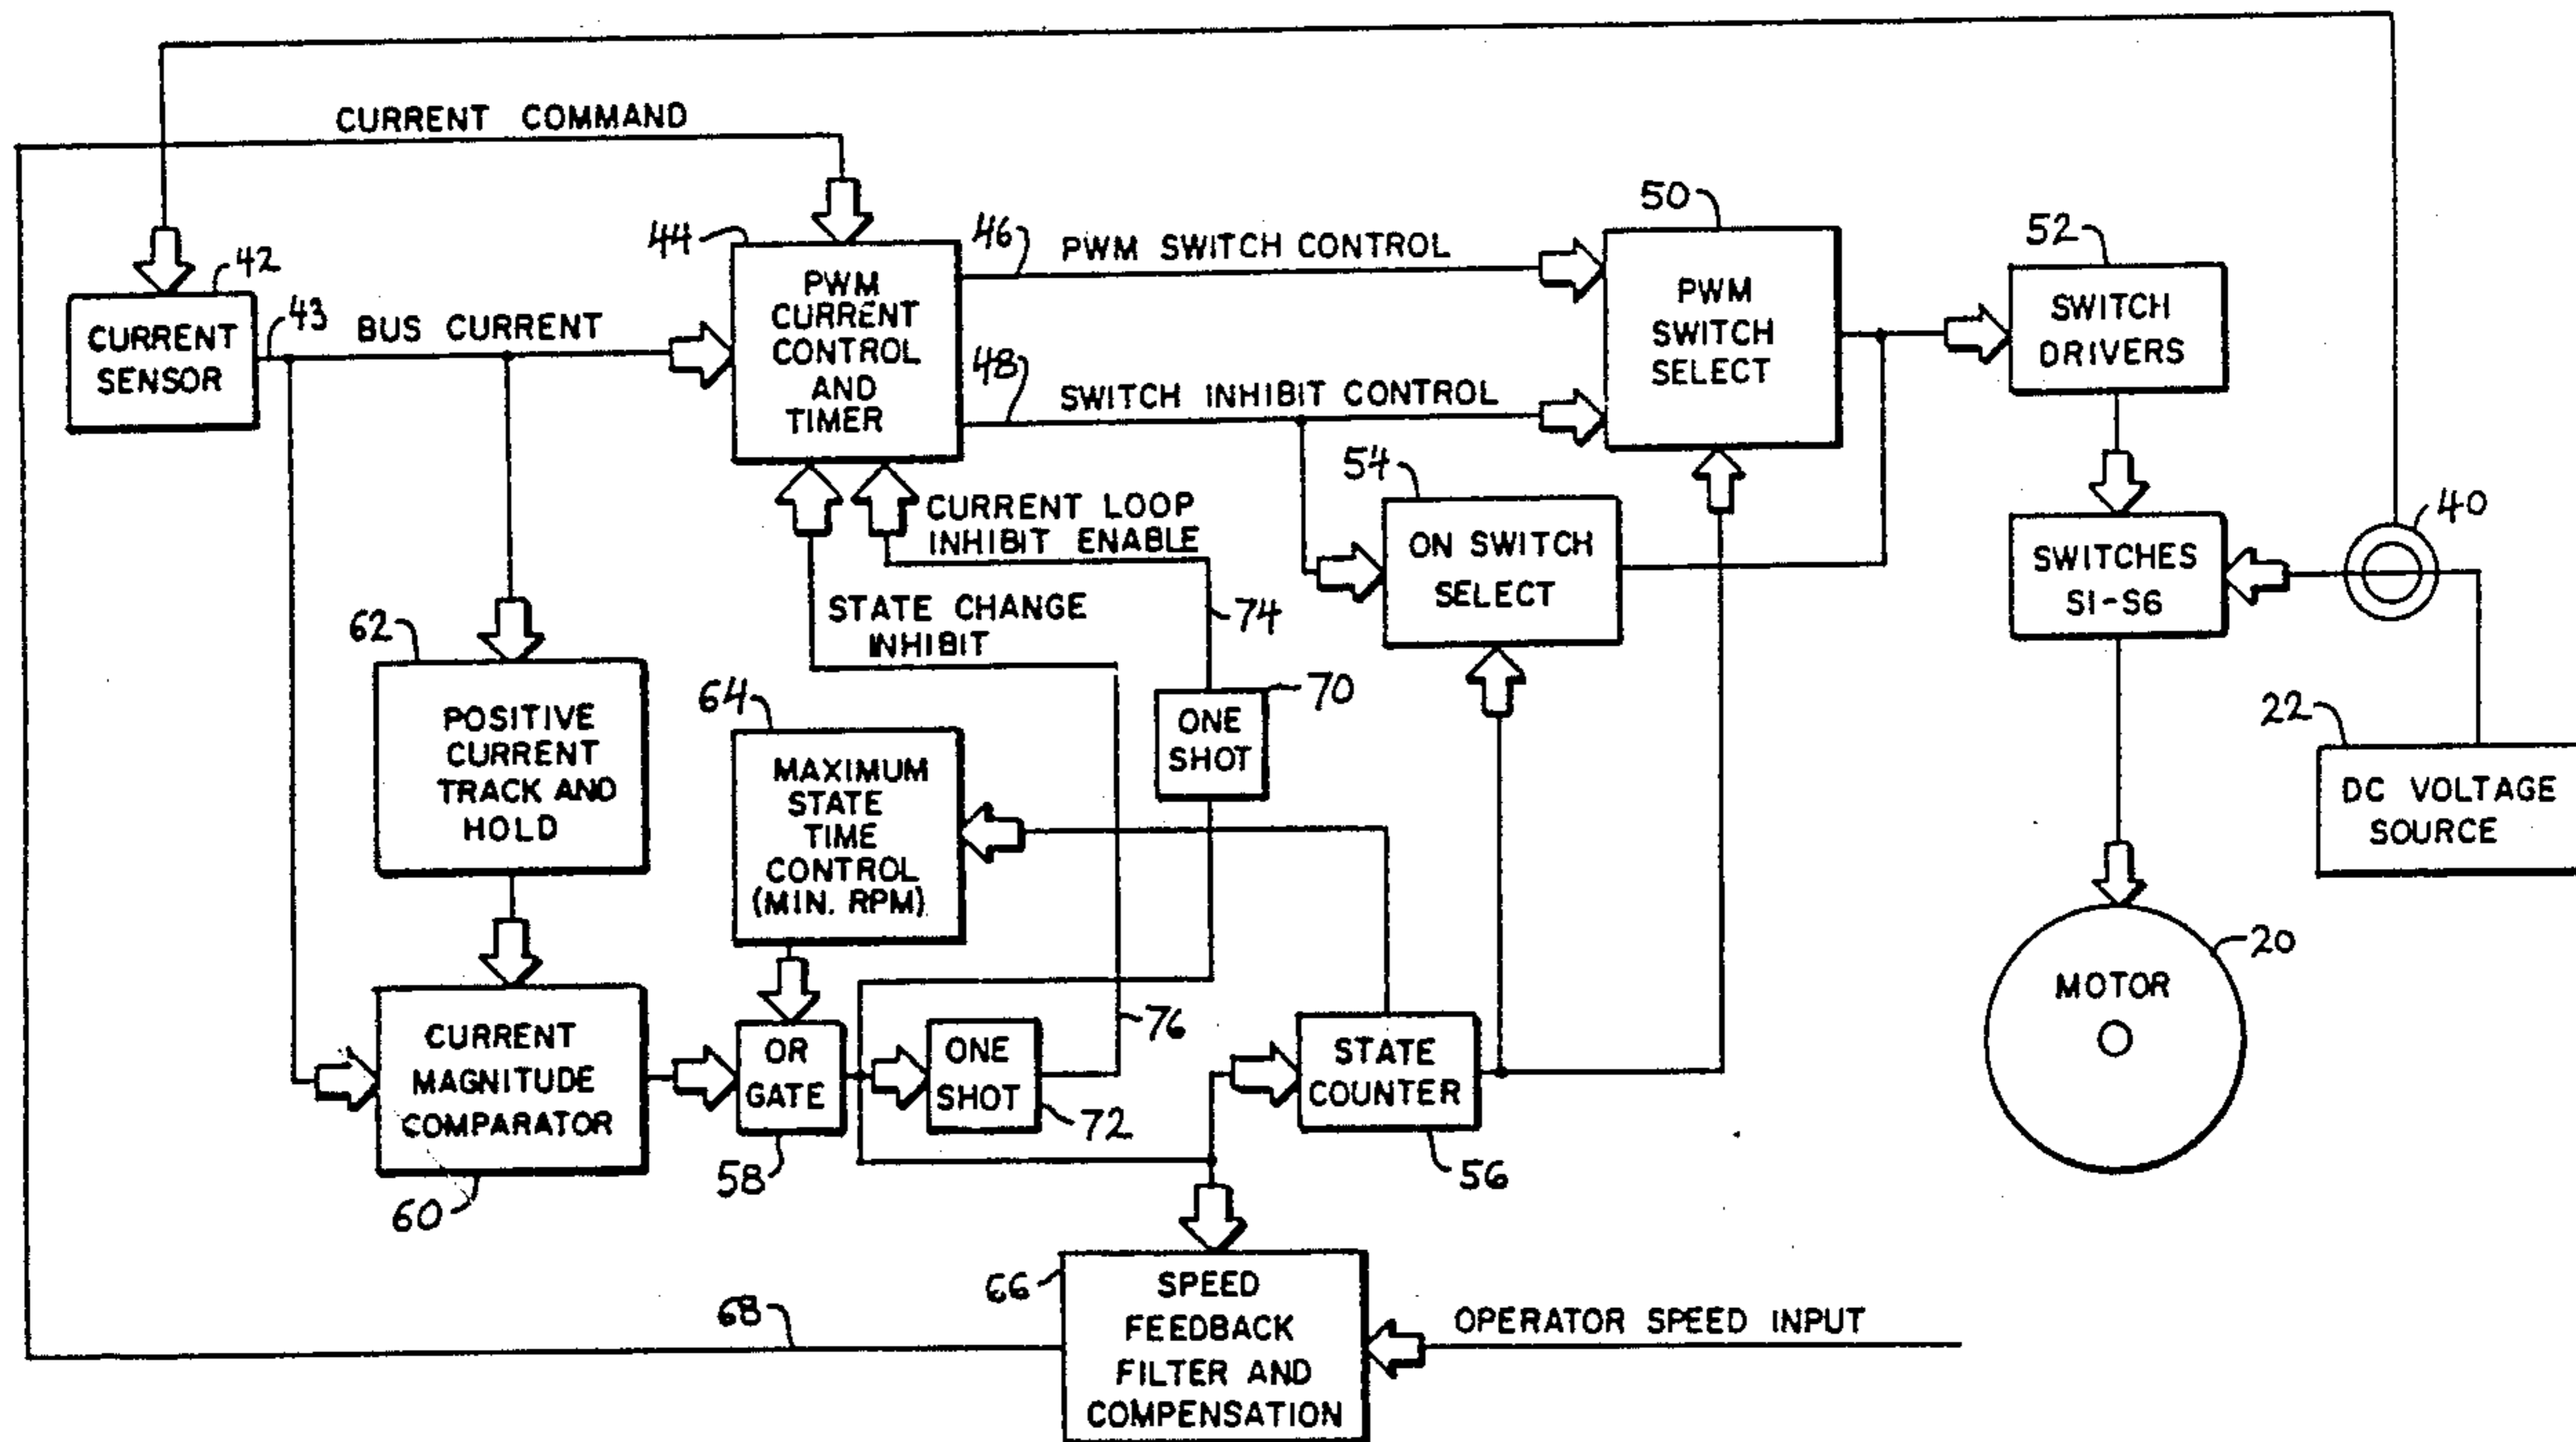 CURRENT COMMAND
42
CURRENT
SENSOR
43
BUS CURRENT
44
PWM
CURRENT
CONTROL
AND
TIMER
46
PWM SWITCH CONTROL
48
SWITCH INHIBIT CONTROL
50
PWM
SWITCH
SELECT
52
SWITCH
DRIVERS
54
ON SWITCH
SELECT
SWITCHES
S1-S6
40
22
DC VOLTAGE
SOURCE
20
MOTOR
CURRENT LOOP
INHIBIT ENABLE
74
STATE CHANGE
INHIBIT
62
POSITIVE
CURRENT
TRACK AND
HOLD
64
MAXIMUM
STATE
TIME
CONTROL
(MIN. RPM)
70
ONE
SHOT
76
CURRENT
MAGNITUDE
COMPARATOR
60
OR
GATE
58
ONE
SHOT
72
STATE
COUNTER
56
66
SPEED
FEEDBACK
FILTER AND
COMPENSATION
68
OPERATOR SPEED INPUT